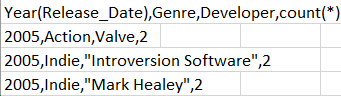 Year(Release_Date),Genre,Developer,count(*)
2005,Action,Valve,2
2005,Indie,"Introversion Software",2
2005,Indie,"Mark Healey",2